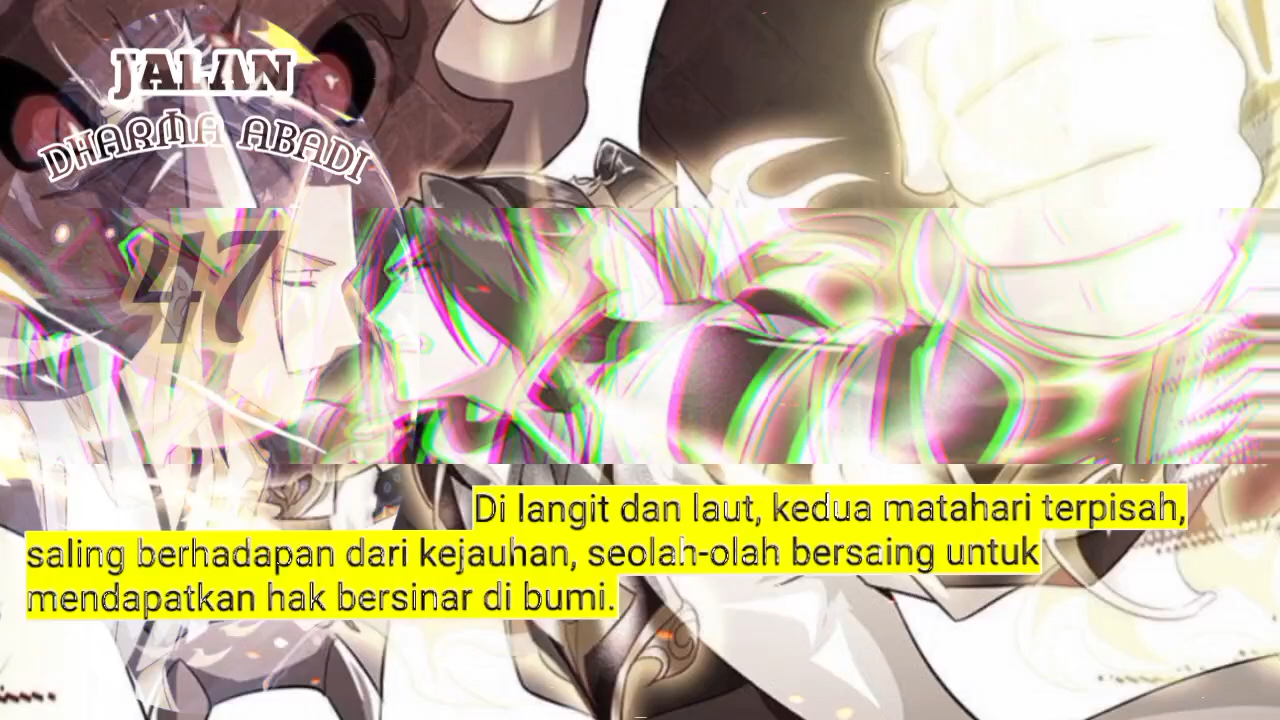 JALAN
DHARMA ABADI
47
Di langit dan laut, kedua matahari terpisah,
saling berhadapan dari kejauhan, seolah-olah bersaing untuk
mendapatkan hak bersinar di bumi.